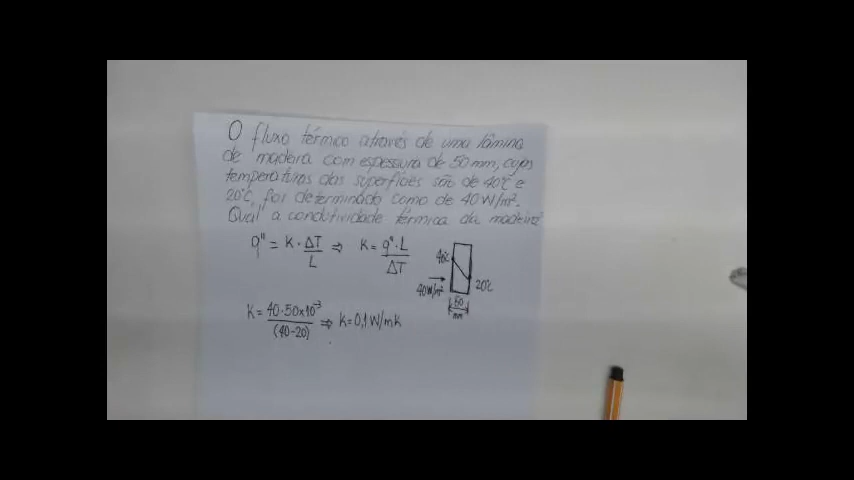 O fluxo térmico através de uma lâmina
de madeira com espessura de 50 mm, cujas
temperaturas das superfícies são de 40°C e
20°C, foi determinado como de 40 W/m².
Qual a condutividade térmica da madeira?
q" = K · ΔT/L ⇒ K = q" · L/ΔT
40°C
20°C
40 W/m²
50
mm
K = 40 · 50x10⁻³/(40-20) ⇒ K = 0,1 W/mK